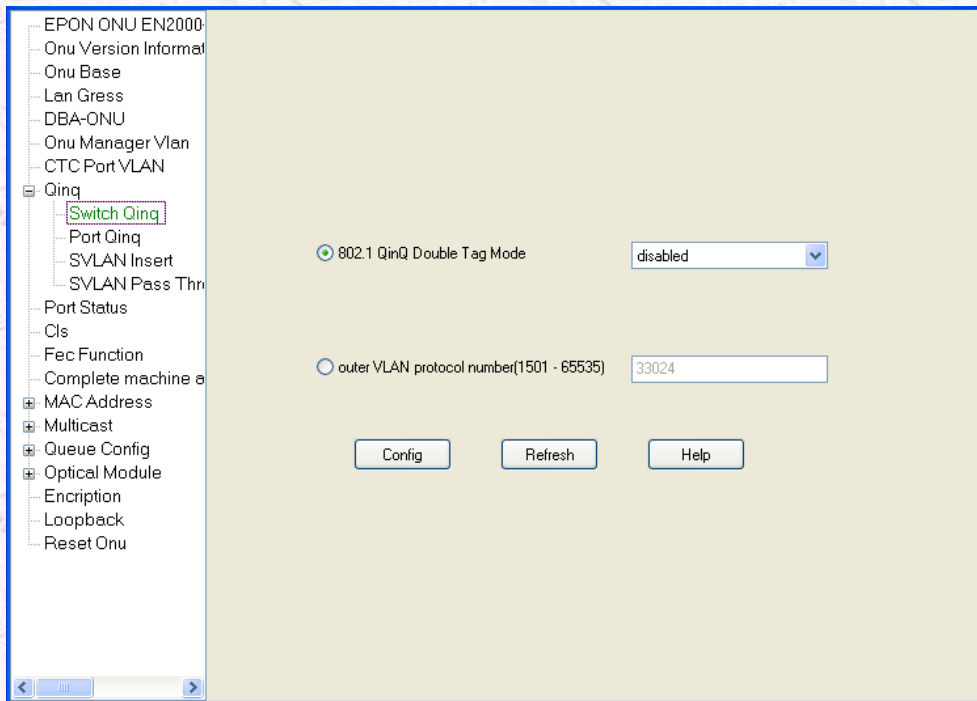 EPON ONU EN2000-
Onu Version Informat
Onu Base
Lan Gress
DBA-ONU
Onu Manager Vlan
CTC Port VLAN
Qinq
Switch Qinq
Port Qinq
SVLAN Insert
SVLAN Pass Thr
Port Status
Cls
Fec Function
Complete machine a
MAC Address
Multicast
Queue Config
Optical Module
Encription
Loopback
Reset Onu
802.1 QinQ Double Tag Mode
disabled
outer VLAN protocol number(1501 - 65535)
33024
Config
Refresh
Help